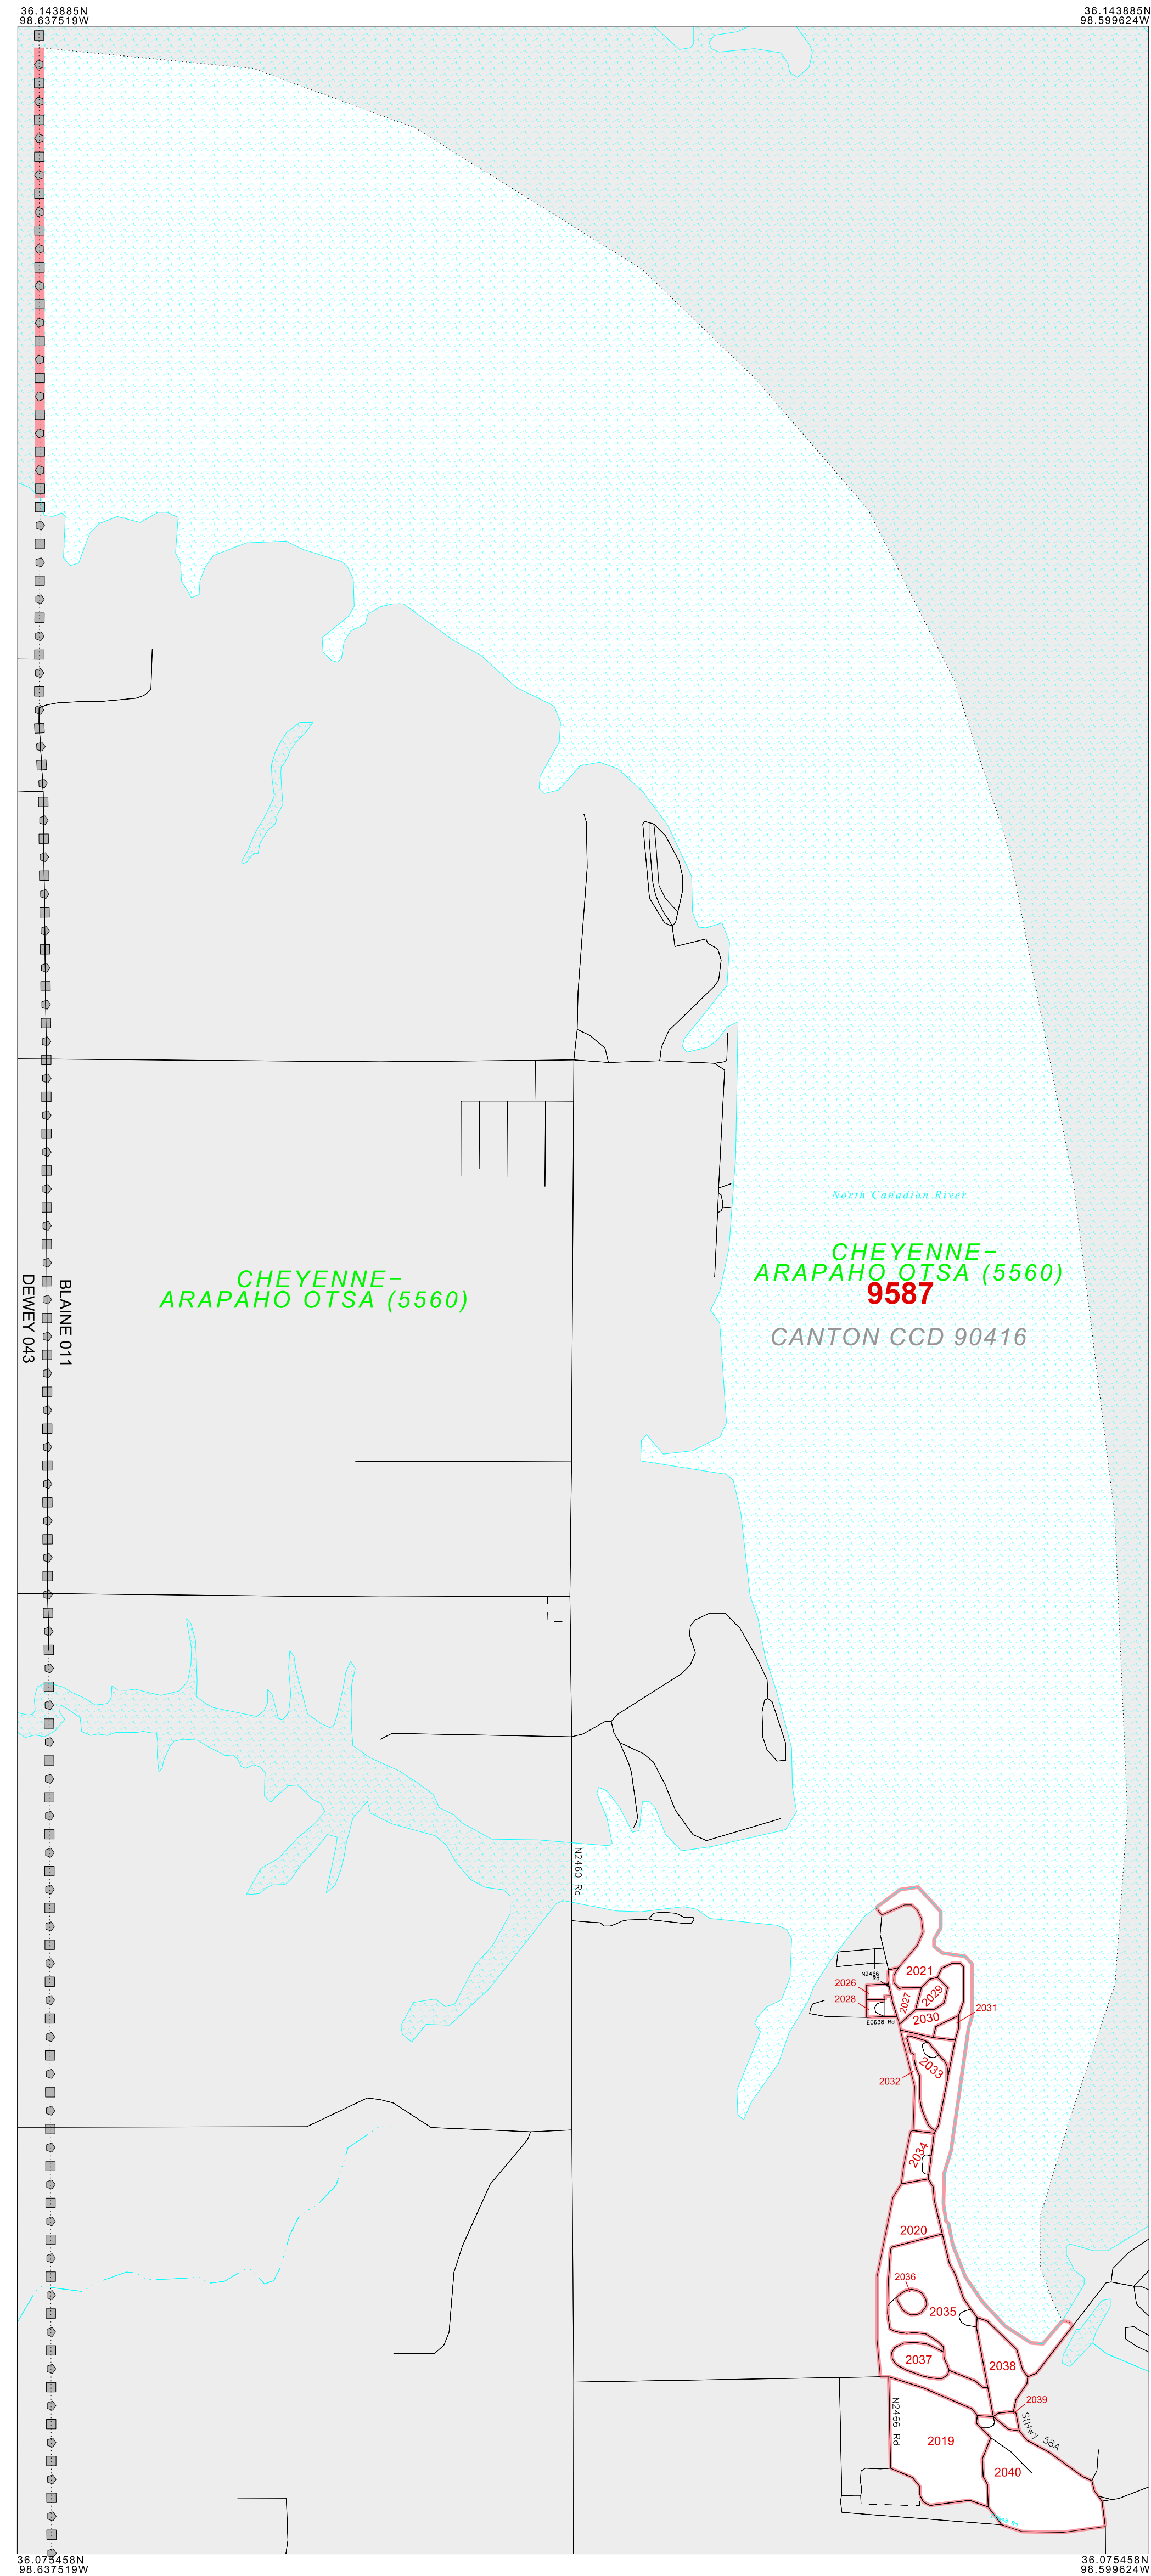 36.143885N
98.637519W
36.143885N
98.599624W
North Canadian River
CHEYENNE-
ARAPAHO OTSA (5560)
9587
CANTON CCD 90416
CHEYENNE-
ARAPAHO OTSA (5560)
BLAINE 011
DEWEY 043
N2460 Rd
2021
N2466
Rd
2026
2028
2027
2029
2030
2031
E0638 Rd
2033
2032
2034
2020
2036
2035
2037
2038
2039
StHwy 58A
N2466 Rd
2019
2040
36.075458N
98.637519W
36.075458N
98.599624W